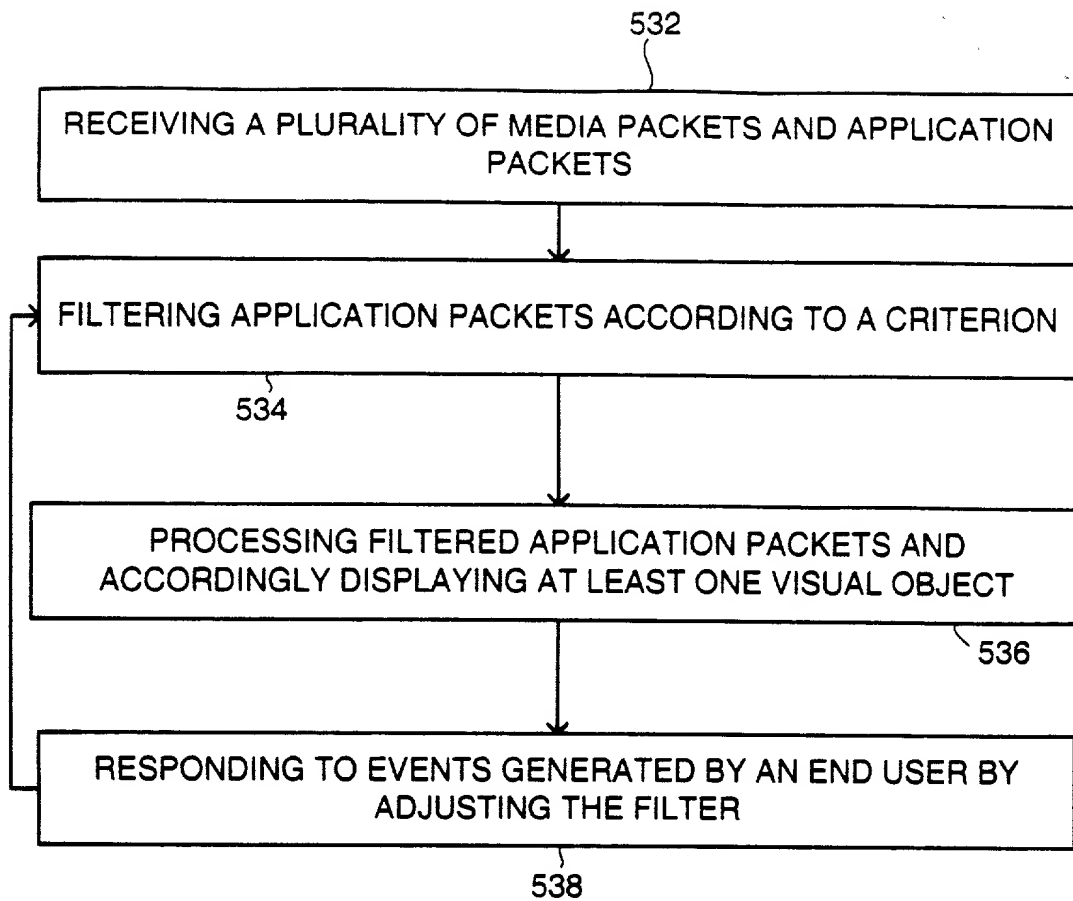 532
RECEIVING A PLURALITY OF MEDIA PACKETS AND APPLICATION
PACKETS
FILTERING APPLICATION PACKETS ACCORDING TO A CRITERION
534
PROCESSING FILTERED APPLICATION PACKETS AND
ACCORDINGLY DISPLAYING AT LEAST ONE VISUAL OBJECT
536
RESPONDING TO EVENTS GENERATED BY AN END USER BY
ADJUSTING THE FILTER
538